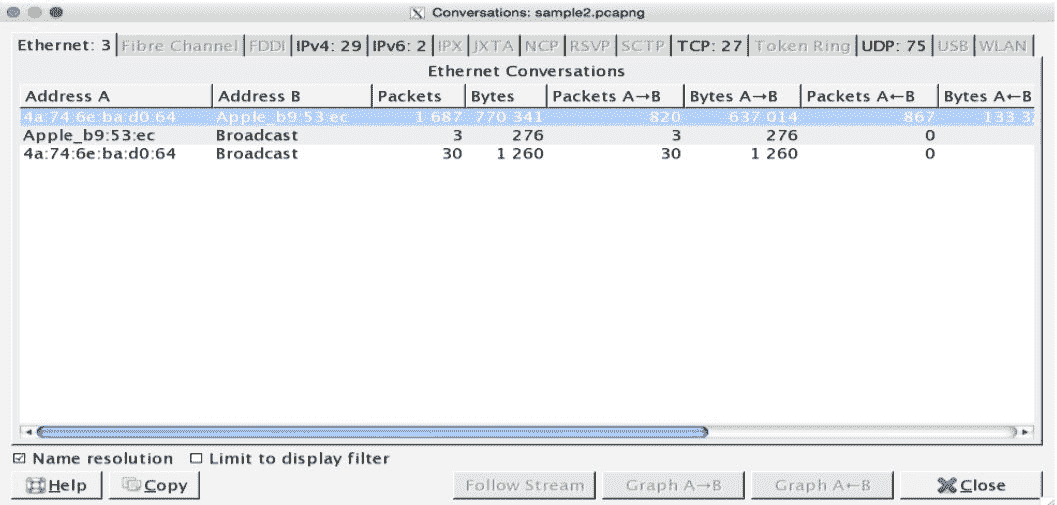 Conversations: sample2.pcapng
Ethernet: 3 Fibre Channel FDDI IPv4: 29 IPv6: 2 IPX JXTA NCP RSVP SCTP TCP: 27 Token Ring UDP: 75 USB WLAN
Ethernet Conversations
Address A Address B Packets Bytes Packets A→B Bytes A→B Packets A←B Bytes A←B
4a:74:6e:ba:d0:64 Apple_b9:53:ec 1 687 770 341 820 637 014 867 133 32
Apple_b9:53:ec Broadcast 3 276 3 276 0
4a:74:6e:ba:d0:64 Broadcast 30 1 260 30 1 260 0
Name resolution Limit to display filter
Help Copy Follow Stream Graph A→B Graph A←B Close